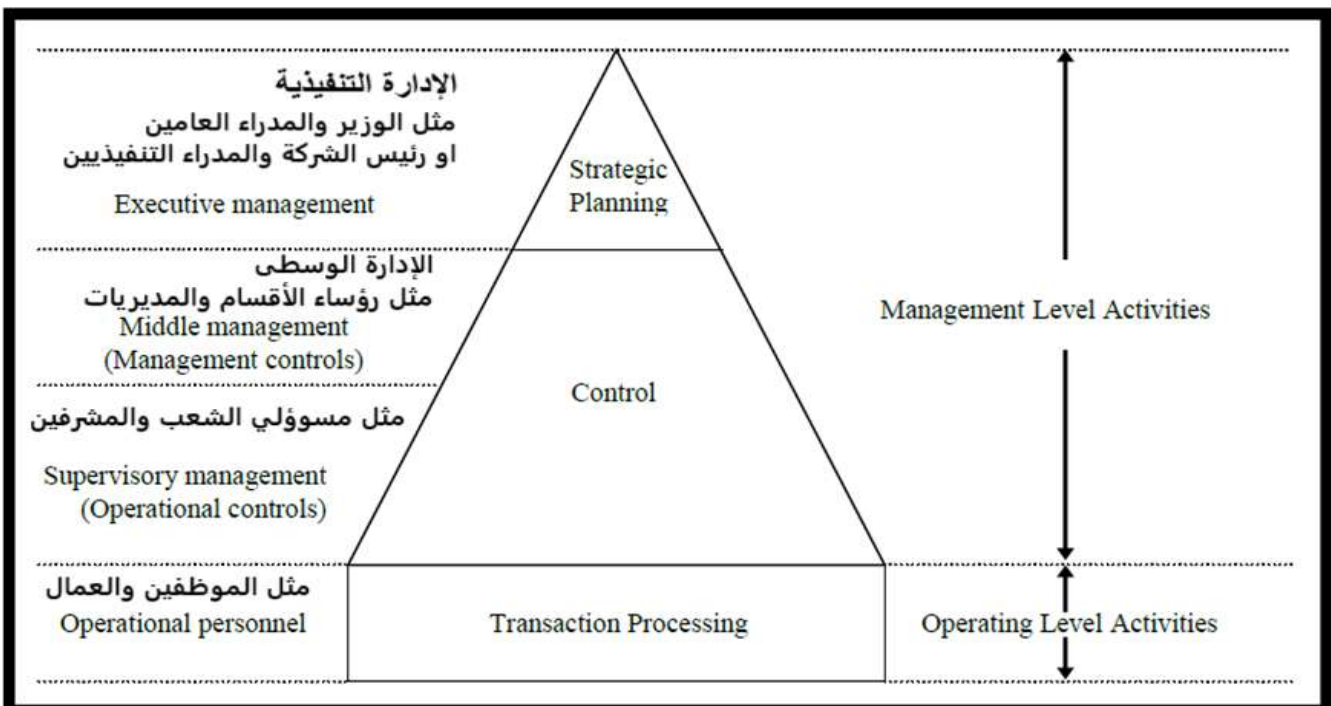 الإدارة التنفيذية
مثل الوزير والمدراء العامين
او رئيس الشركة والمدراء التنفيذيين
Executive management
Strategic
Planning
الإدارة الوسطى
مثل رؤساء الأقسام والمديريات
Middle management
(Management controls)
Management Level Activities
Control
مثل مسوؤلي الشعب والمشرفين
Supervisory management
(Operational controls)
مثل الموظفين والعمال
Operational personnel
Transaction Processing
Operating Level Activities